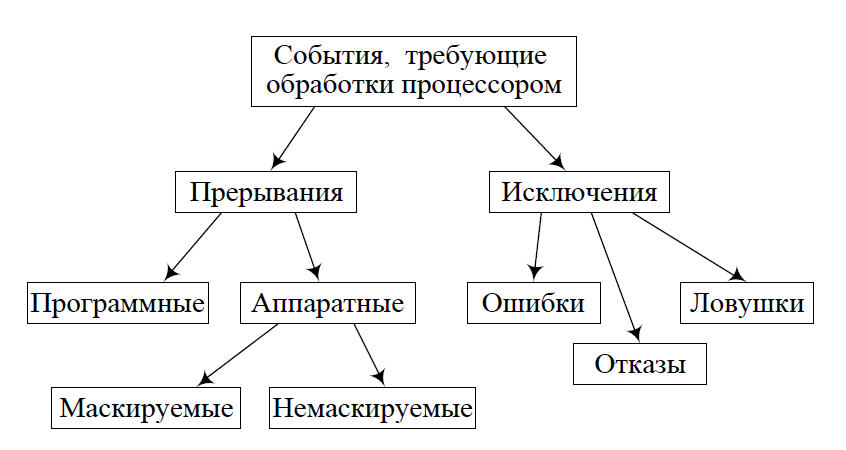 События, требующие
обработки процессором
Прерывания
Исключения
Программные
Аппаратные
Ошибки
Ловушки
Отказы
Маскируемые
Немаскируемые